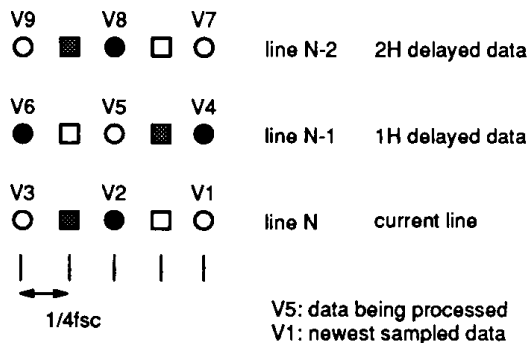 V9 V8 V7
line N-2 2H delayed data
V6 V5 V4
line N-1 1H delayed data
V3 V2 V1
line N current line
1/4fsc
V5: data being processed
V1: newest sampled data